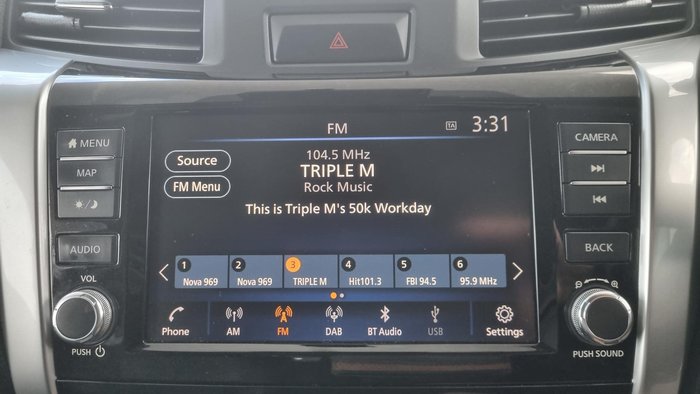 FM
TA
3:31
MENU
MAP
AUDIO
VOL
PUSH
Source
FM Menu
104.5 MHz
TRIPLE M
Rock Music
This is Triple M's 50k Workday
1
Nova 969
2
Nova 969
3
TRIPLE M
4
Hit101.3
5
FBI 94.5
6
95.9 MHz
Phone
AM
FM
DAB
BT Audio
USB
Settings
CAMERA
BACK
PUSH SOUND